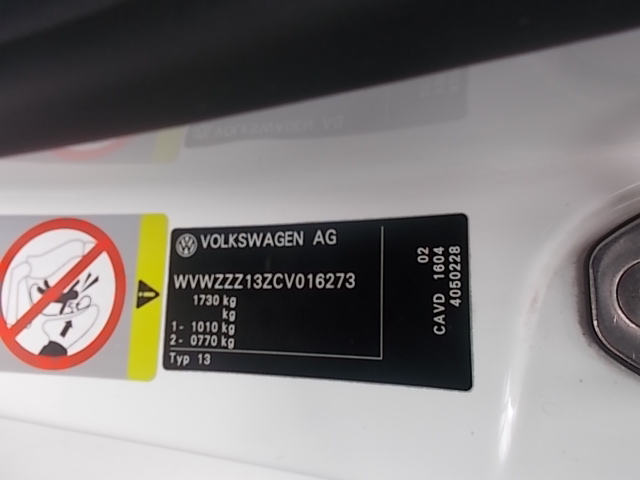 VOLKSWAGEN AG
WVWZZZ13ZCV016273
1730 kg
kg
1- 1010 kg
2- 0770 kg
Typ 13
02
CAVD 1604
4050228